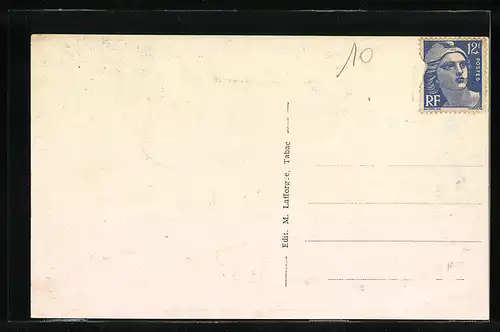 10
12F
POSTES
RF
Edit. M. Lafforgue, Tabac